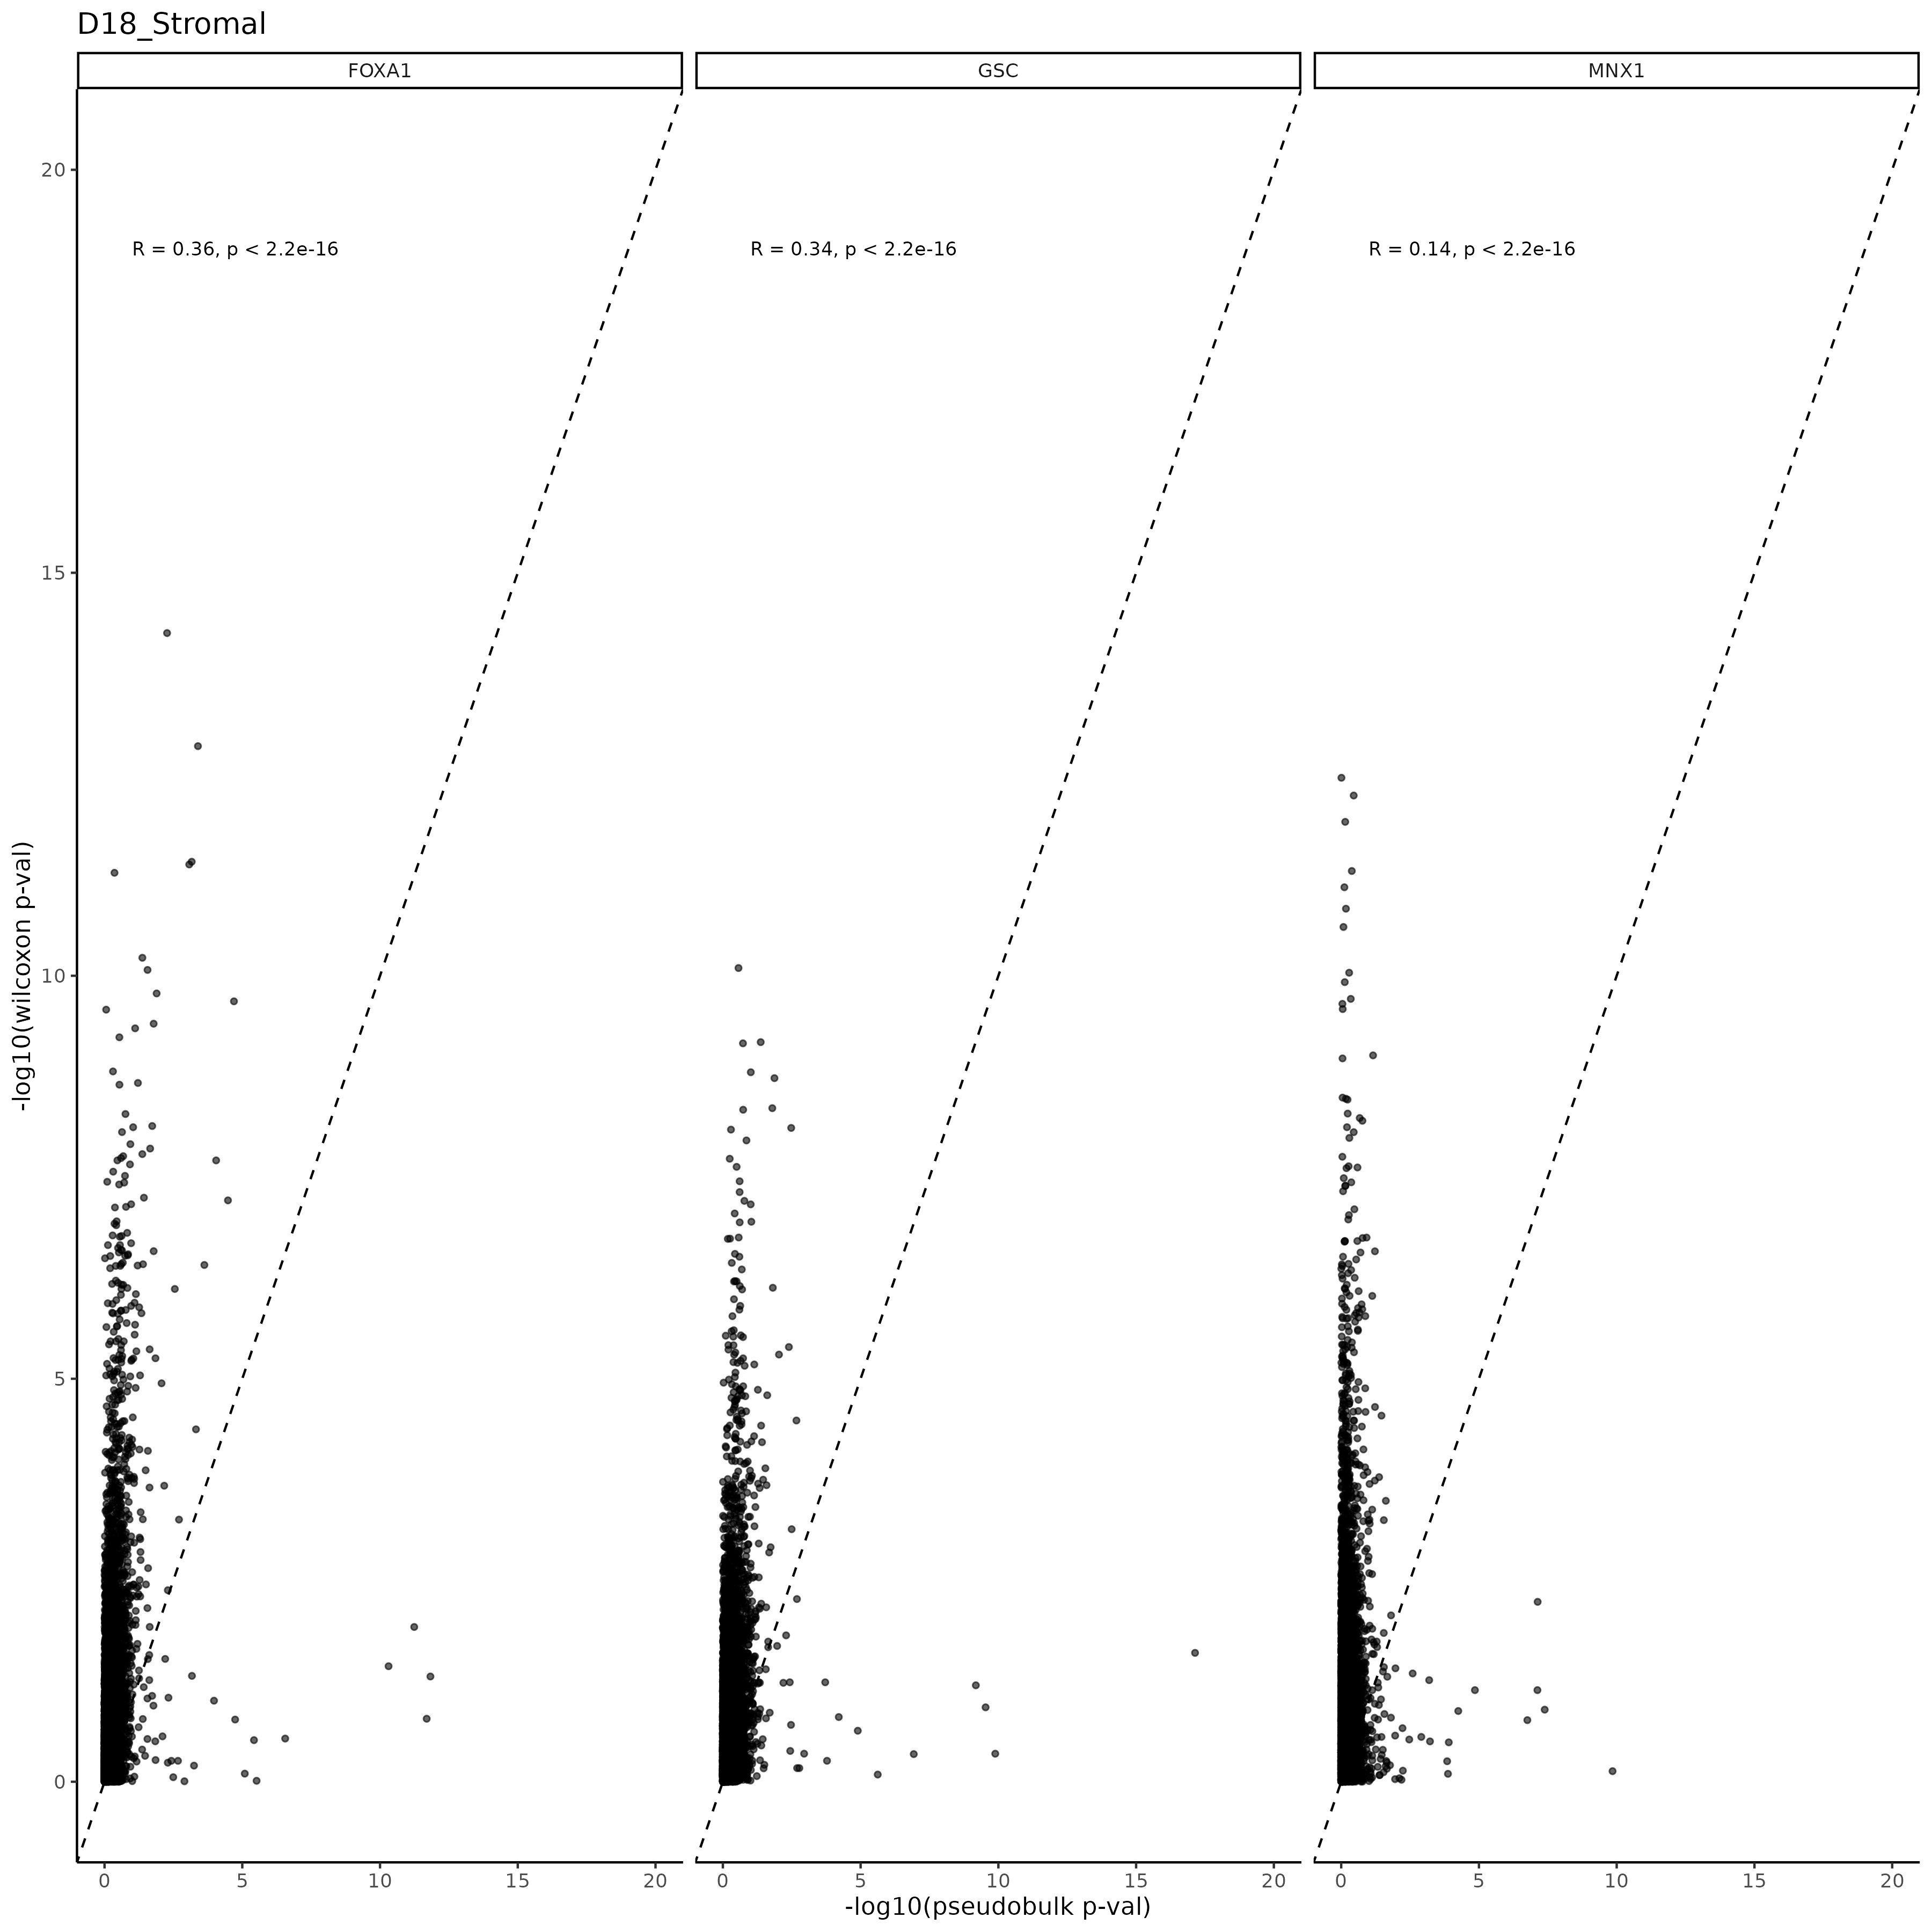 D18_Stromal
FOXA1 GSC MNX1
R = 0.36, p < 2.2e-16 R = 0.34, p < 2.2e-16 R = 0.14, p < 2.2e-16
20
15
10
5
0
-log10(wilcoxon p-val)
0 5 10 15 20 0 5 10 15 20 0 5 10 15 20
-log10(pseudobulk p-val)